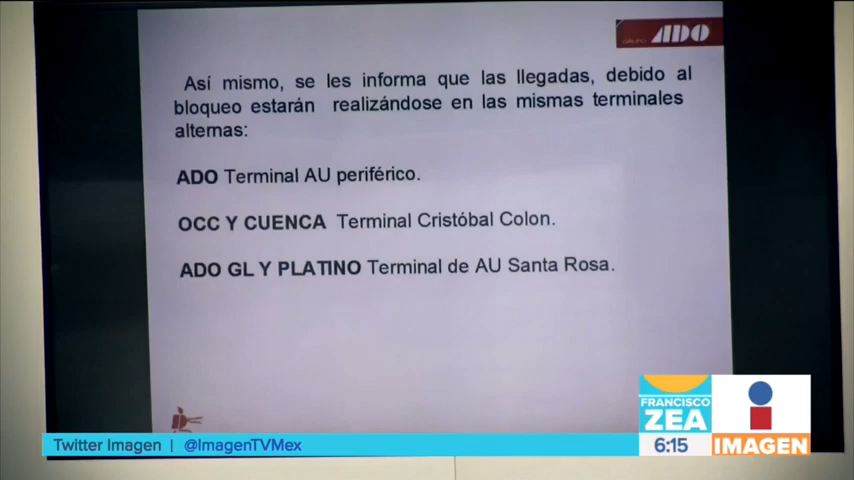 GRUPO ADO
Así mismo, se les informa que las llegadas, debido al
bloqueo estarán realizándose en las mismas terminales
alternas:
ADO Terminal AU periférico.
OCC Y CUENCA Terminal Cristóbal Colon.
ADO GL Y PLATINO Terminal de AU Santa Rosa.
FRANCISCO
ZEA
6:15
IMAGEN
Twitter Imagen | @ImagenTVMex